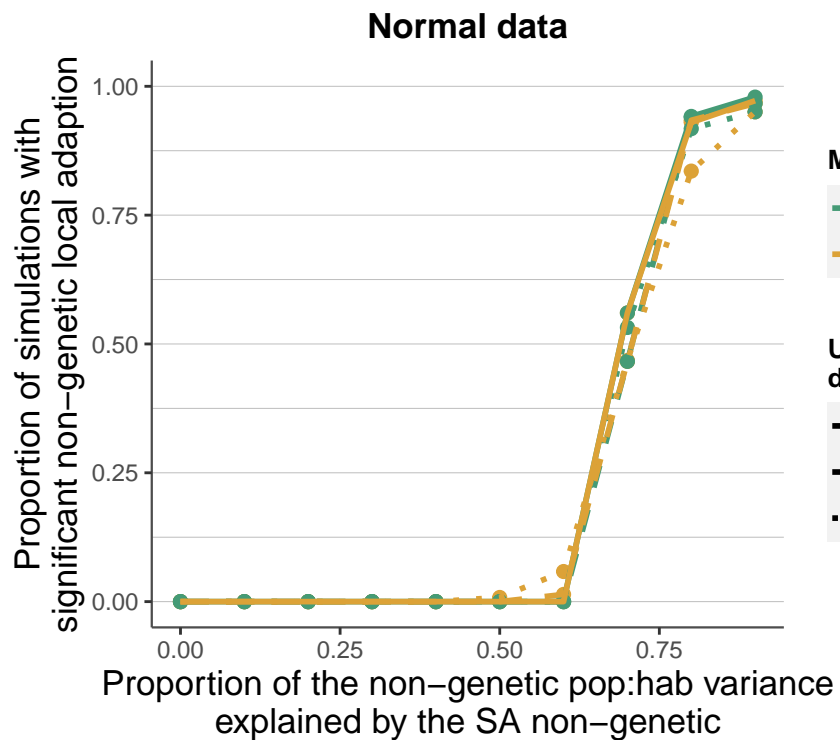 Normal data
Proportion of simulations with
significant non−genetic local adaption
1.00
0.75
0.50
0.25
0.00
0.00 0.25 0.50 0.75
Proportion of the non−genetic pop:hab variance
explained by the SA non−genetic
M
U
d